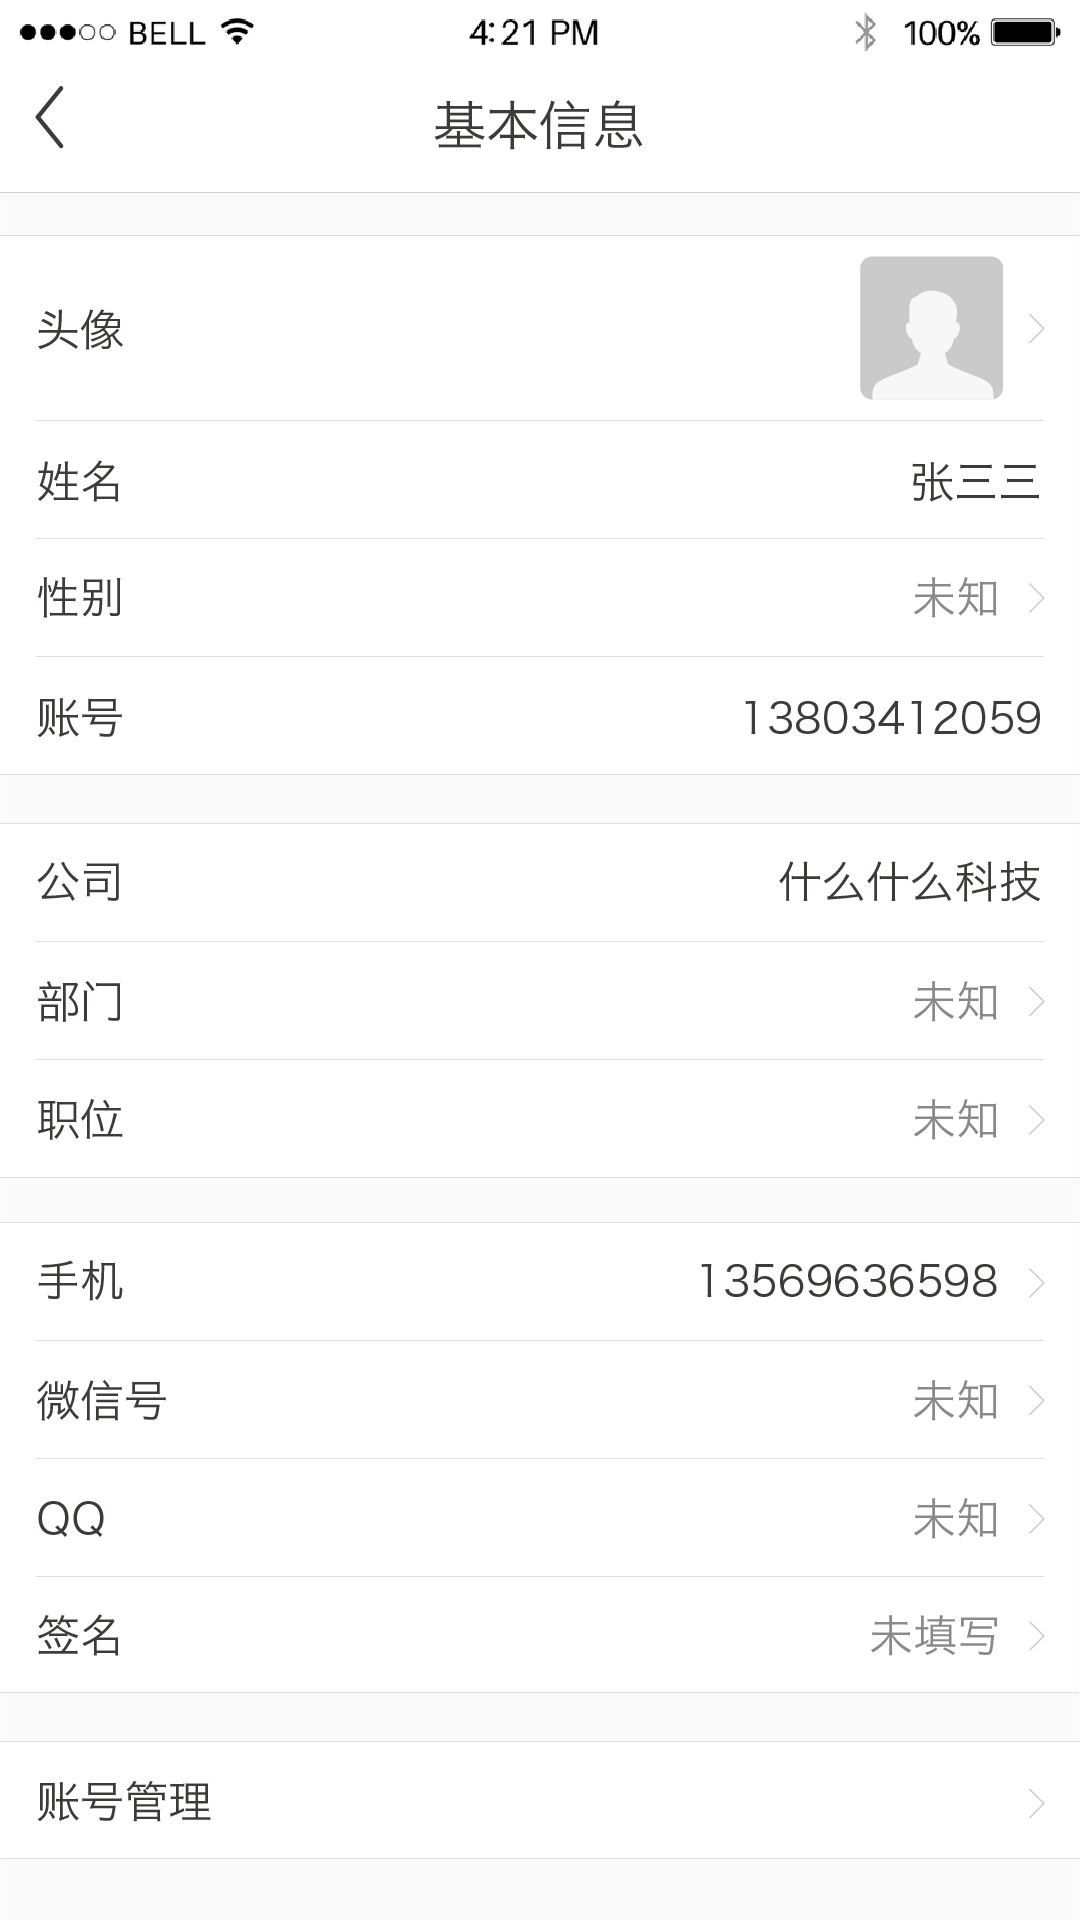 BELL 4:21 PM 100%
基本信息
头像
姓名 张三三
性别 未知
账号 13803412059
公司 什么什么科技
部门 未知
职位 未知
手机 13569636598
微信号 未知
QQ 未知
签名 未填写
账号管理